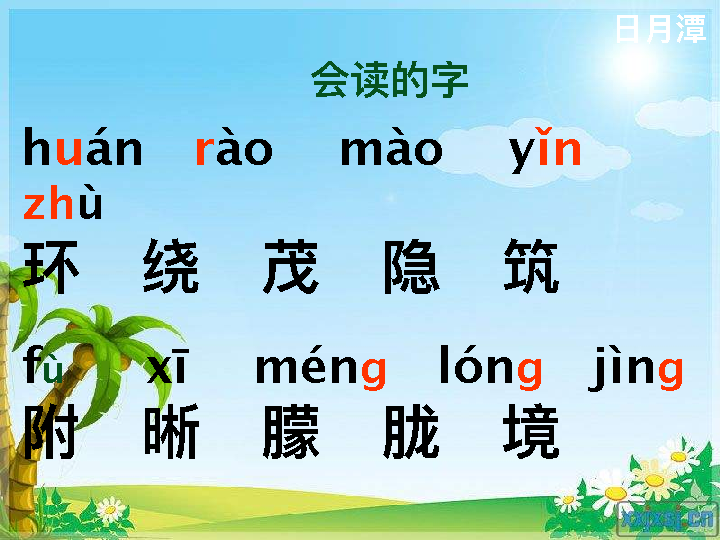 日月潭
会读的字
huán rào mào yǐn
zhù
环 绕 茂 隐 筑
fù xī méng lóng jìng
附 晰 朦 胧 境
xxjxsj.cn